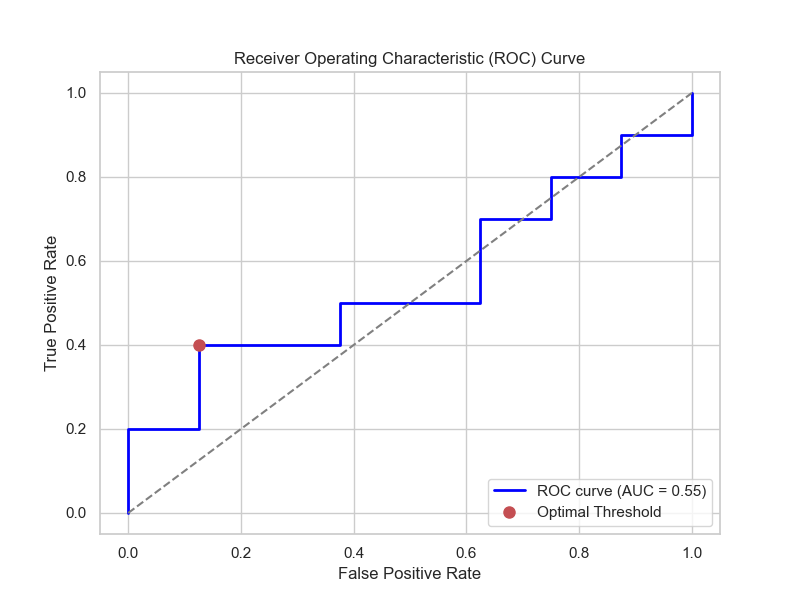 Receiver Operating Characteristic (ROC) Curve
True Positive Rate
1.0
0.8
0.6
0.4
0.2
0.0
ROC curve (AUC = 0.55)
Optimal Threshold
0.0 0.2 0.4 0.6 0.8 1.0
False Positive Rate